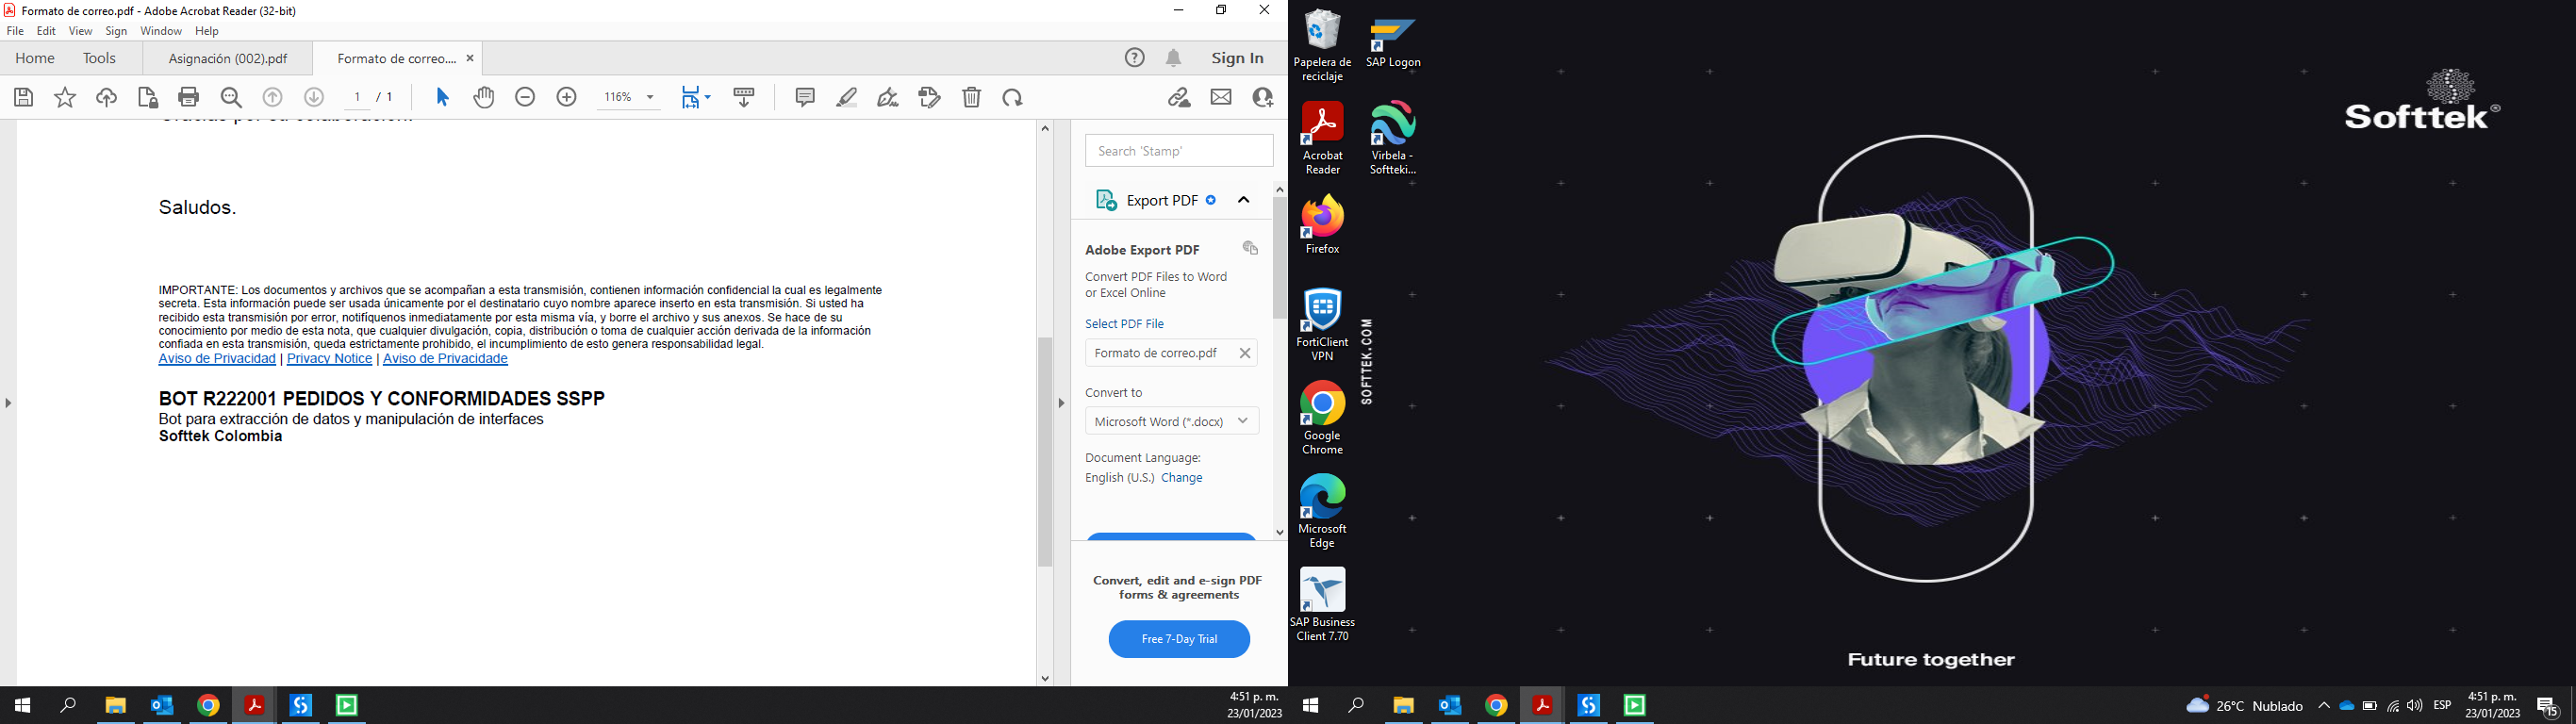 Formato de correo.pdf - Adobe Acrobat Reader (32-bit)
File Edit View Sign Window Help
Home Tools Asignación (002).pdf Formato de correo.... × Sign In
1 / 1 116%
Saludos.
IMPORTANTE: Los documentos y archivos que se acompañan a esta transmisión, contienen información confidencial la cual es legalmente
secreta. Esta información puede ser usada únicamente por el destinatario cuyo nombre aparece inserto en esta transmisión. Si usted ha
recibido esta transmisión por error, notifíquenos inmediatamente por esta misma vía, y borre el archivo y sus anexos. Se hace de su
conocimiento por medio de esta nota, que cualquier divulgación, copia, distribución o toma de cualquier acción derivada de la información
confiada en esta transmisión, queda estrictamente prohibido, el incumplimiento de esto genera responsabilidad legal.
Aviso de Privacidad | Privacy Notice | Aviso de Privacidade
BOT R222001 PEDIDOS Y CONFORMIDADES SSPP
Bot para extracción de datos y manipulación de interfaces
Softtek Colombia
Search 'Stamp'
Export PDF
Adobe Export PDF
Convert PDF Files to Word
or Excel Online
Select PDF File
Formato de correo.pdf
Convert to
Microsoft Word (*.docx)
Document Language:
English (U.S.) Change
Convert, edit and e-sign PDF
forms & agreements
Free 7-Day Trial
4:51 p. m.
23/01/2023
Papelera de
reciclaje
SAP Logon
Acrobat
Reader
Virbela -
Softteki...
Firefox
FortiClient
VPN
Google
Chrome
Microsoft
Edge
SAP Business
Client 7.70
SOFTTEK.COM
Softtek®
Future together
26°C Nublado
ESP
4:51 p. m.
23/01/2023
15